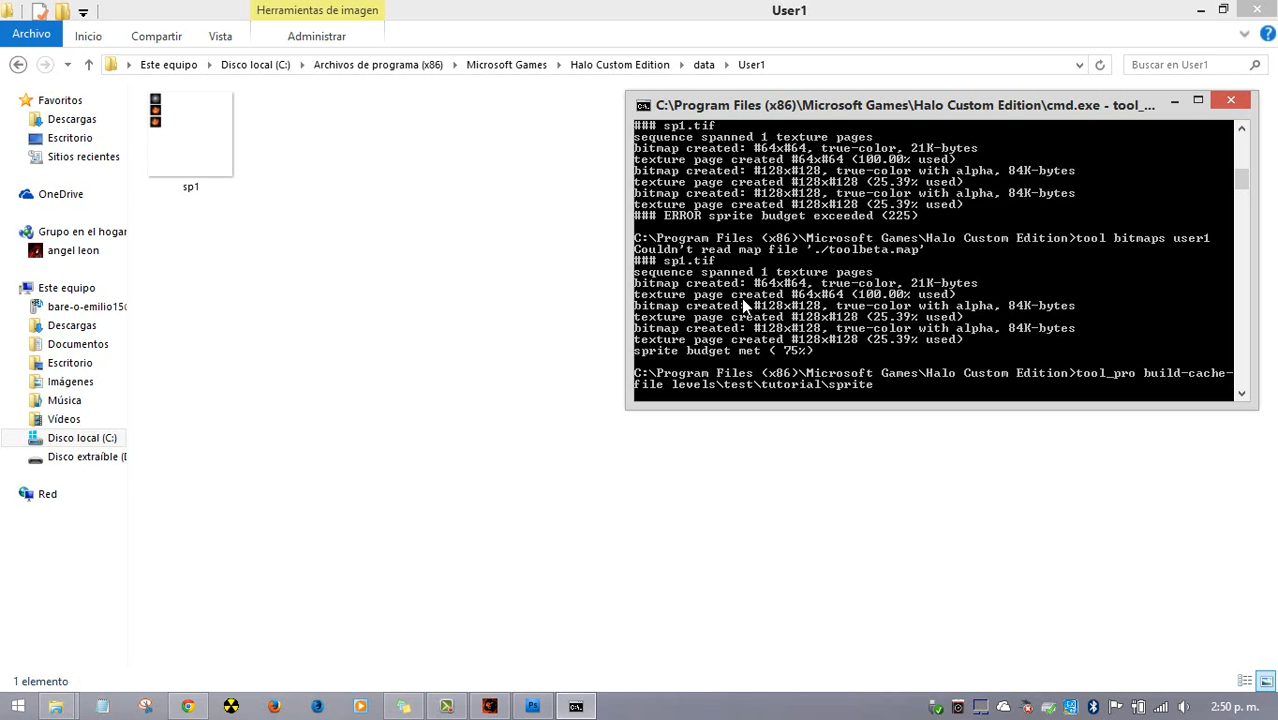 Herramientas de imagen
User1
Archivo
Inicio
Compartir
Vista
Administrar
Este equipo
Disco local (C:)
Archivos de programa (x86)
Microsoft Games
Halo Custom Edition
data
User1
Buscar en User1
Favoritos
Descargas
Escritorio
Sitios recientes
OneDrive
Grupo en el hogar
angel leon
Este equipo
bare-o-emilio150
Descargas
Documentos
Escritorio
Imágenes
Música
Vídeos
Disco local (C:)
Disco extraíble (D
Red
sp1
C:\Program Files (x86)\Microsoft Games\Halo Custom Edition\cmd.exe - tool_...
### sp1.tif
sequence spanned 1 texture pages
bitmap created: #64x#64, true-color, 21K-bytes
texture page created #64x#64 (100.00% used)
bitmap created: #128x#128, true-color with alpha, 84K-bytes
texture page created #128x#128 (25.39% used)
bitmap created: #128x#128, true-color with alpha, 84K-bytes
texture page created #128x#128 (25.39% used)
### ERROR sprite budget exceeded (225)
C:\Program Files (x86)\Microsoft Games\Halo Custom Edition>tool bitmaps user1
Couldn't read map file './toolbeta.map'
### sp1.tif
sequence spanned 1 texture pages
bitmap created: #64x#64, true-color, 21K-bytes
texture page created #64x#64 (100.00% used)
bitmap created: #128x#128, true-color with alpha, 84K-bytes
texture page created #128x#128 (25.39% used)
bitmap created: #128x#128, true-color with alpha, 84K-bytes
texture page created #128x#128 (25.39% used)
sprite budget met ( 75%)
C:\Program Files (x86)\Microsoft Games\Halo Custom Edition>tool_pro build-cache-
file levels\test\tutorial\sprite
1 elemento
2:50 p. m.